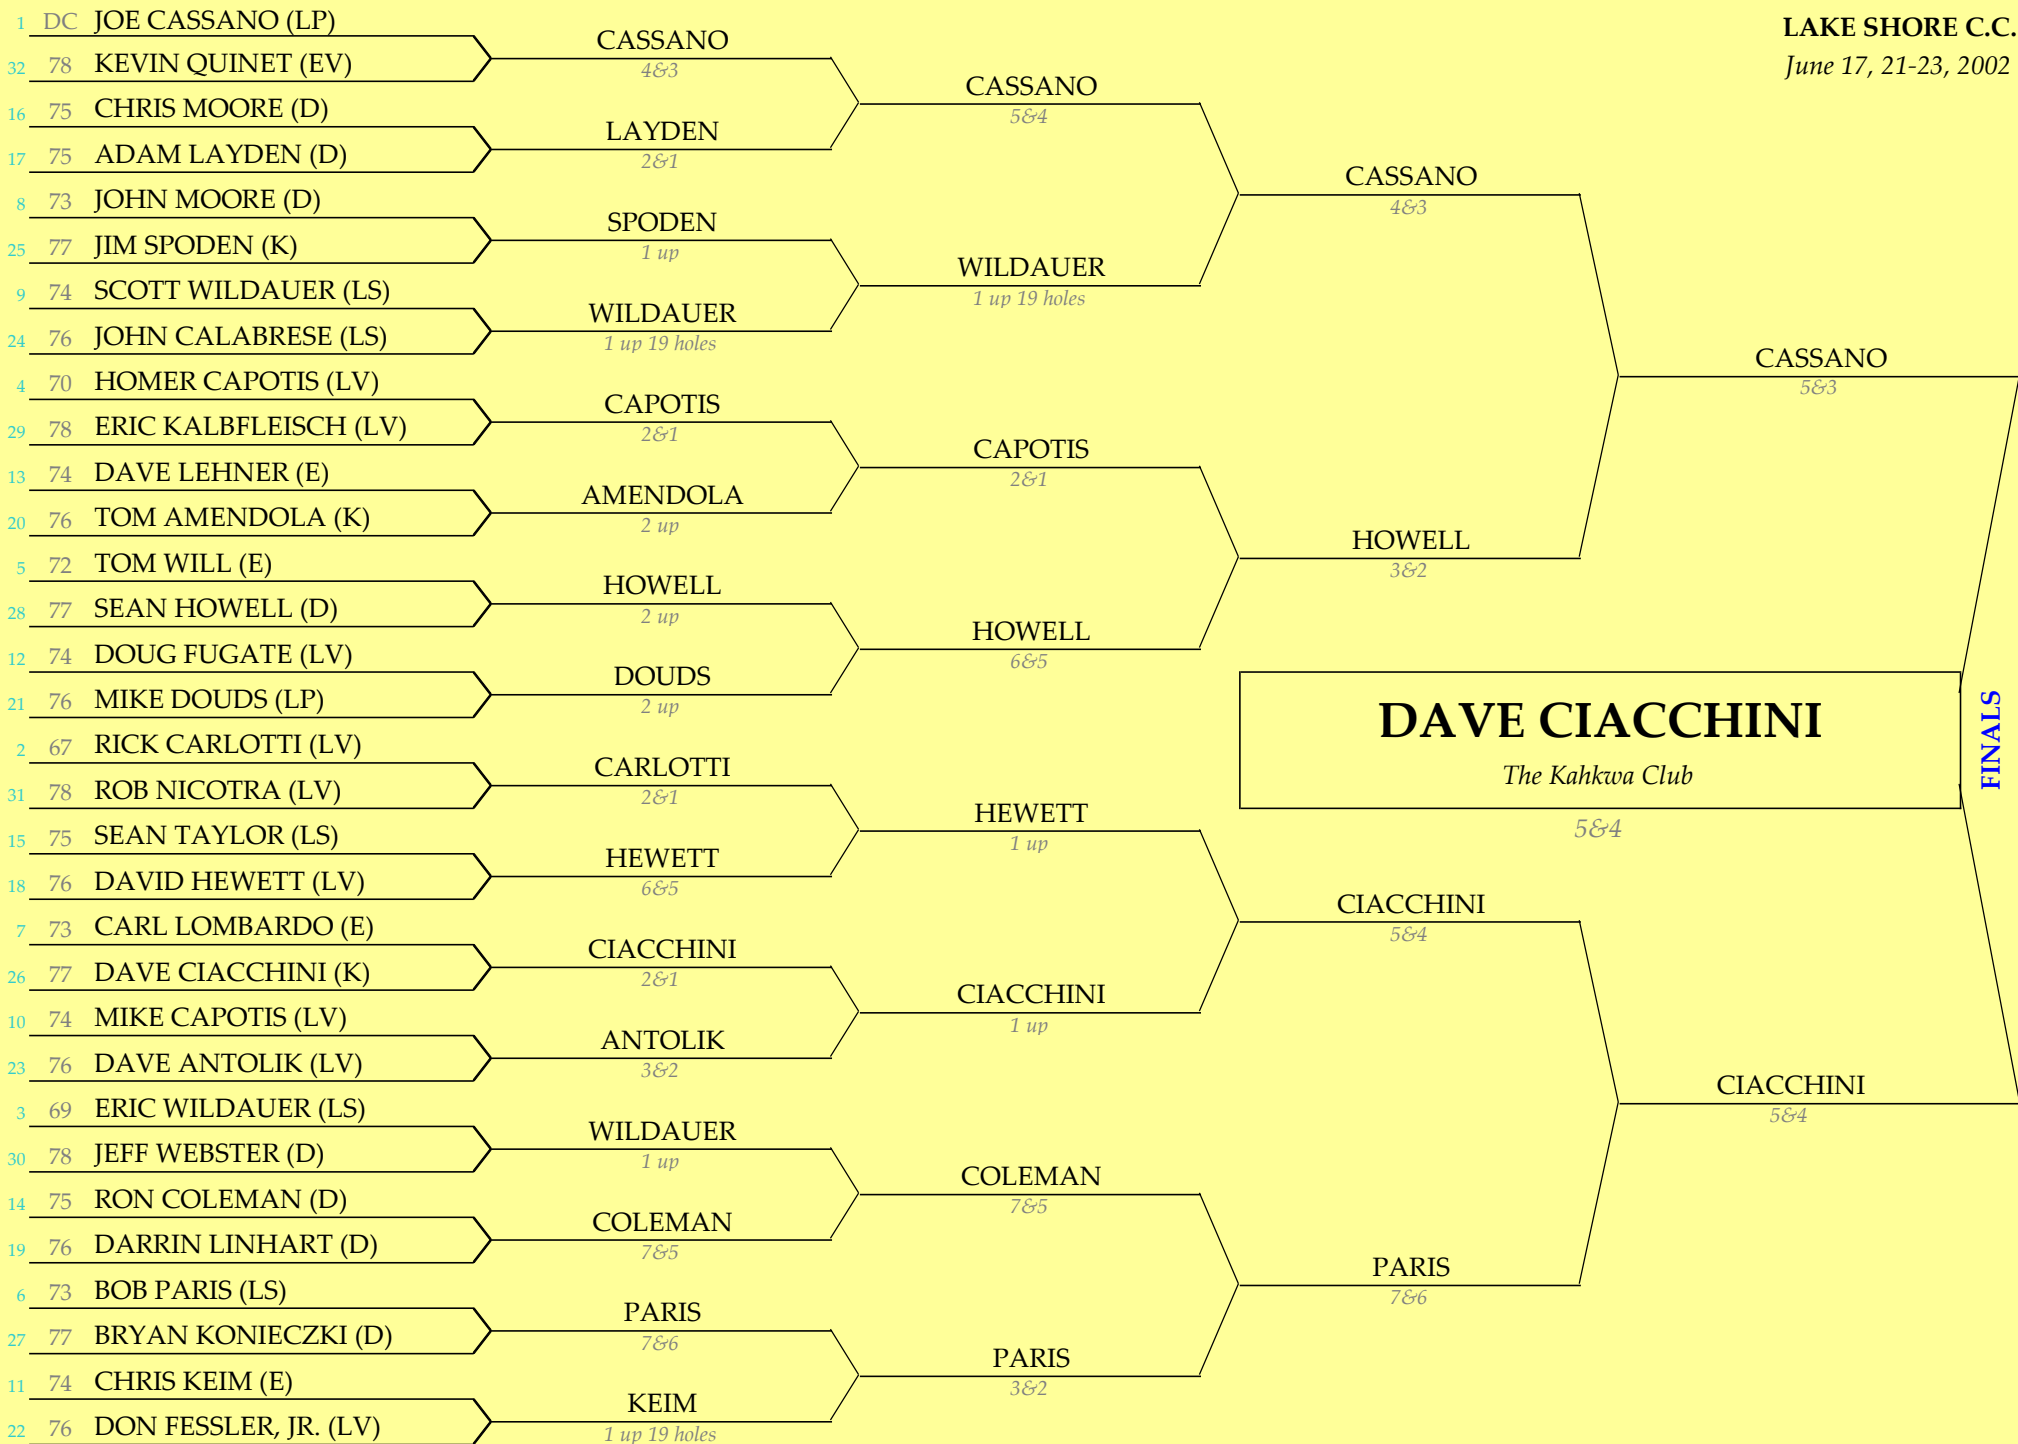 LAKE SHORE C.C.
June 17, 21-23, 2002
1 DC JOE CASSANO (LP)
32 78 KEVIN QUINET (EV)
16 75 CHRIS MOORE (D)
17 75 ADAM LAYDEN (D)
8 73 JOHN MOORE (D)
25 77 JIM SPODEN (K)
9 74 SCOTT WILDAUER (LS)
24 76 JOHN CALABRESE (LS)
4 70 HOMER CAPOTIS (LV)
29 78 ERIC KALBFLEISCH (LV)
13 74 DAVE LEHNER (E)
20 76 TOM AMENDOLA (K)
5 72 TOM WILL (E)
28 77 SEAN HOWELL (D)
12 74 DOUG FUGATE (LV)
21 76 MIKE DOUDS (LP)
2 67 RICK CARLOTTI (LV)
31 78 ROB NICOTRA (LV)
15 75 SEAN TAYLOR (LS)
18 76 DAVID HEWETT (LV)
7 73 CARL LOMBARDO (E)
26 77 DAVE CIACCHINI (K)
10 74 MIKE CAPOTIS (LV)
23 76 DAVE ANTOLIK (LV)
3 69 ERIC WILDAUER (LS)
30 78 JEFF WEBSTER (D)
14 75 RON COLEMAN (D)
19 76 DARRIN LINHART (D)
6 73 BOB PARIS (LS)
27 77 BRYAN KONIECZKI (D)
11 74 CHRIS KEIM (E)
22 76 DON FESSLER, JR. (LV)
CASSANO
4&3
LAYDEN
2&1
SPODEN
1 up
WILDAUER
1 up 19 holes
CAPOTIS
2&1
AMENDOLA
2 up
HOWELL
2 up
DOUDS
2 up
CARLOTTI
2&1
HEWETT
6&5
CIACCHINI
2&1
ANTOLIK
3&2
WILDAUER
1 up
COLEMAN
7&5
PARIS
7&6
KEIM
1 up 19 holes
CASSANO
5&4
WILDAUER
1 up 19 holes
CAPOTIS
2&1
HOWELL
6&5
HEWETT
1 up
CIACCHINI
1 up
COLEMAN
7&5
PARIS
3&2
CASSANO
4&3
HOWELL
3&2
CIACCHINI
5&4
PARIS
7&6
CASSANO
5&3
CIACCHINI
5&4
FINALS
DAVE CIACCHINI
The Kahkwa Club
5&4